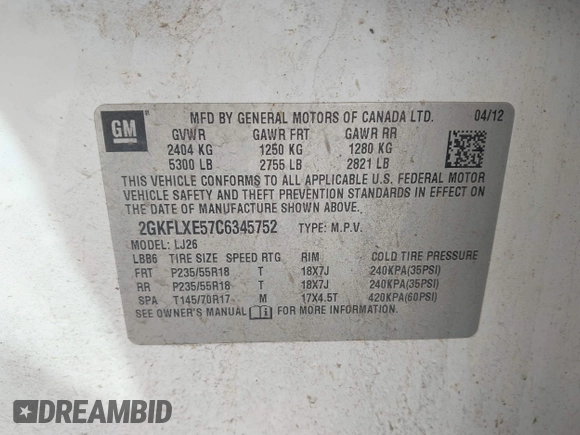 GM
MFD BY GENERAL MOTORS OF CANADA LTD. 04/12
GVWR GAWR FRT GAWR RR
2404 KG 1250 KG 1280 KG
5300 LB 2755 LB 2821 LB
THIS VEHICLE CONFORMS TO ALL APPLICABLE U.S. FEDERAL MOTOR
VEHICLE SAFETY AND THEFT PREVENTION STANDARDS IN EFFECT ON
THE DATE OF MANUFACTURE SHOWN ABOVE.
2GKFLXE57C6345752 TYPE: M.P.V.
MODEL: LJ26
LBB6 TIRE SIZE SPEED RTG RIM COLD TIRE PRESSURE
FRT P235/55R18 T 18X7J 240KPA(35PSI)
RR P235/55R18 T 18X7J 240KPA(35PSI)
SPA T145/70R17 M 17X4.5T 420KPA(60PSI)
SEE OWNER'S MANUAL FOR MORE INFORMATION.
DREAMBID